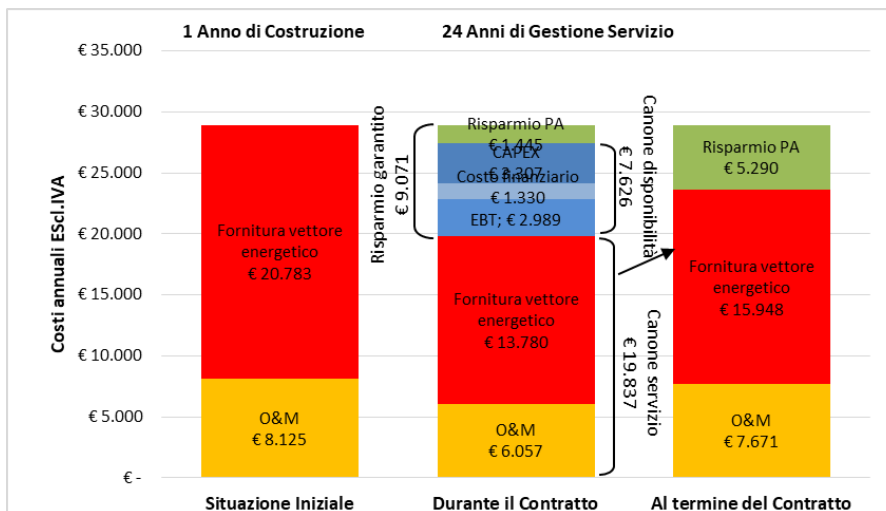 1 Anno di Costruzione
24 Anni di Gestione Servizio
Costi annuali EScl.IVA
€ 35.000
€ 30.000
€ 25.000
€ 20.000
€ 15.000
€ 10.000
€ 5.000
€ -
Fornitura vettore
energetico
€ 20.783
O&M
€ 8.125
Risparmio garantito
€ 9.071
Risparmio PA
€ 1.445
CAPEX
€ 3.307
Costo finanziario
€ 1.330
EBT; € 2.989
Fornitura vettore
energetico
€ 13.780
O&M
€ 6.057
Canone disponibilità
€ 7.626
Canone servizio
€ 19.837
Risparmio PA
€ 5.290
Fornitura vettore
energetico
€ 15.948
O&M
€ 7.671
Situazione Iniziale
Durante il Contratto
Al termine del Contratto